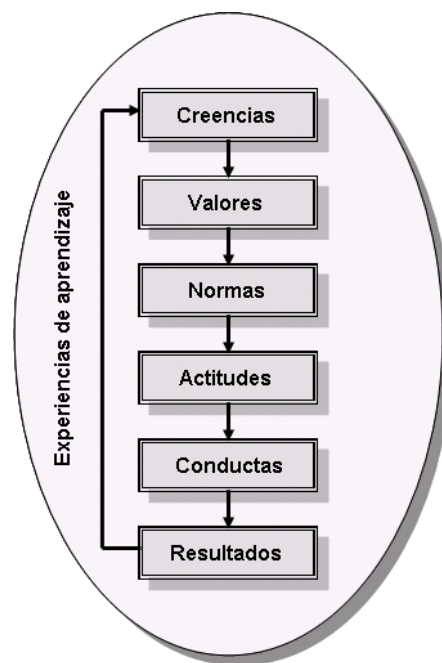 Creencias
Valores
Normas
Actitudes
Conductas
Resultados
Experiencias de aprendizaje